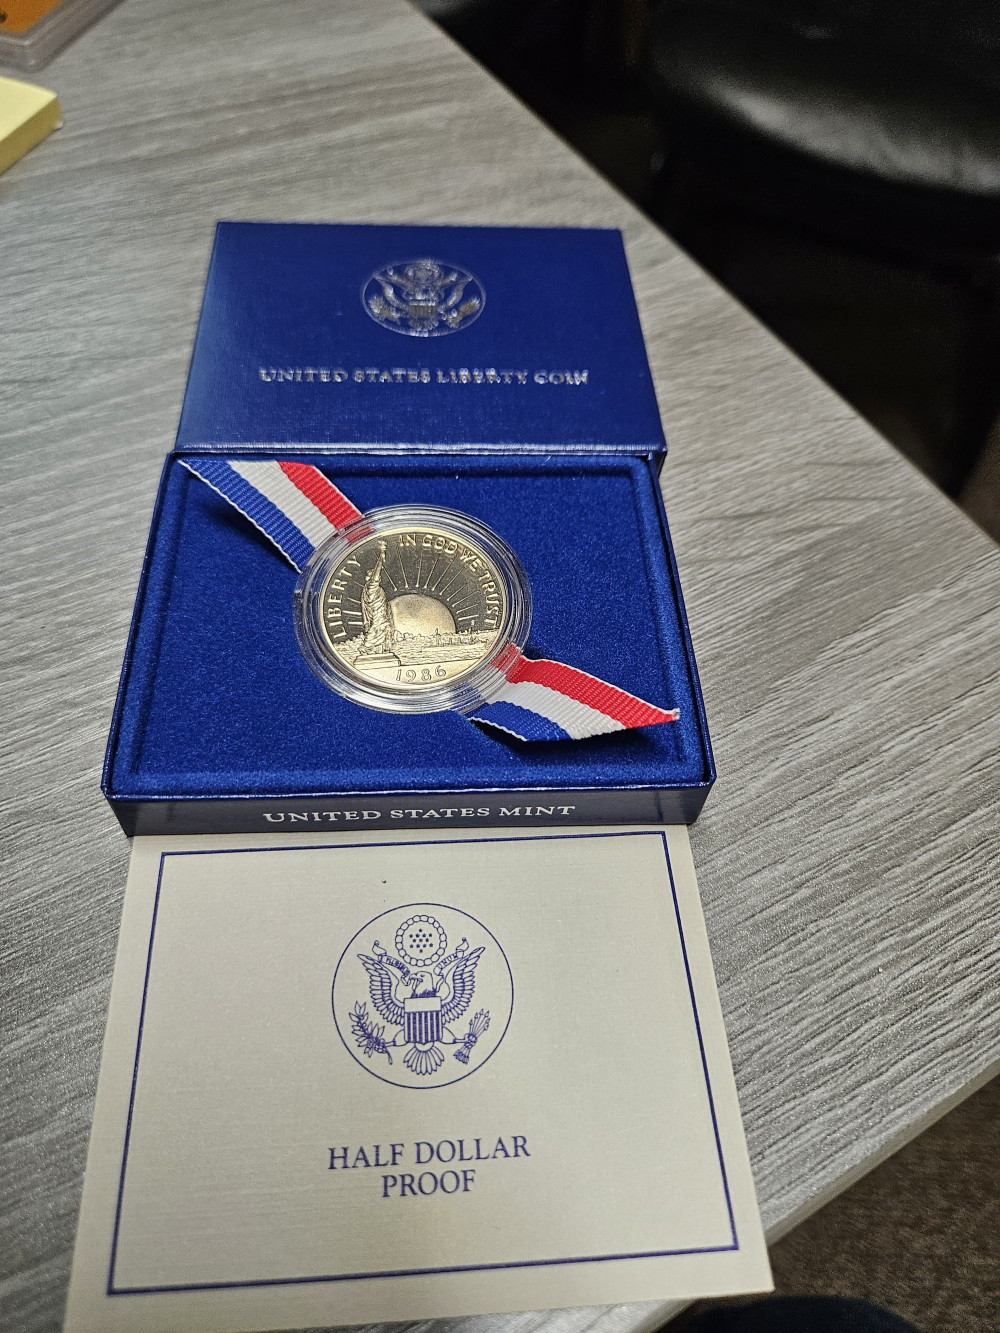 UNITED STATES LIBERTY COIN
LIBERTY
IN GOD WE TRUST
1986
UNITED STATES MINT
HALF DOLLAR
PROOF